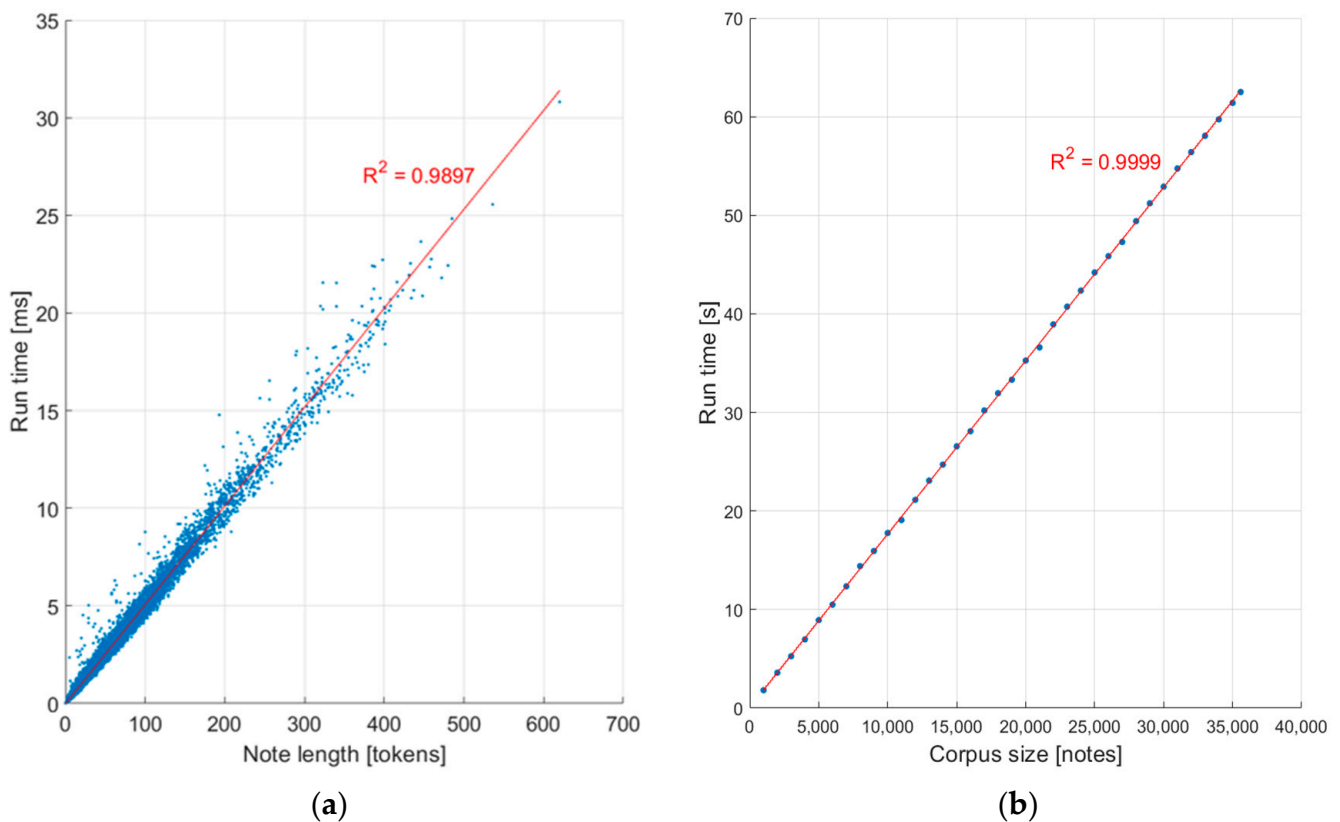 35
30
25
20
15
10
5
0
0 100 200 300 400 500 600 700
Run time [ms]
Note length [tokens]
R² = 0.9897
(a)
70
60
50
40
30
20
10
0
0 5,000 10,000 15,000 20,000 25,000 30,000 35,000 40,000
Run time [s]
Corpus size [notes]
R² = 0.9999
(b)